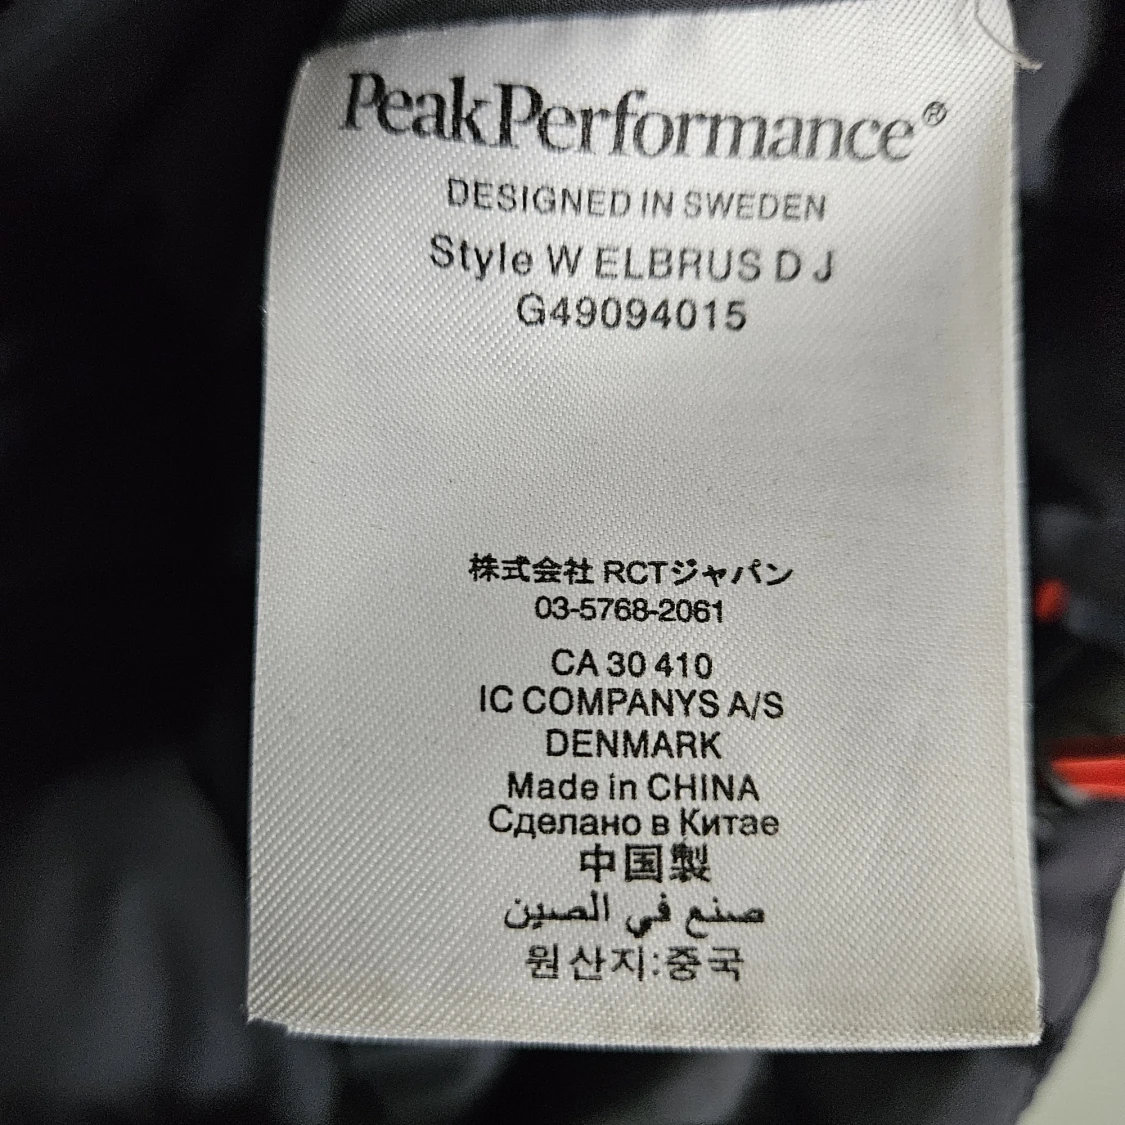 PeakPerformance®
DESIGNED IN SWEDEN
Style W ELBRUS D J
G49094015
株式会社 RCTジャパン
03-5768-2061
CA 30 410
IC COMPANYS A/S
DENMARK
Made in CHINA
Сделано в Китае
中国製
صنع في الصين
원산지:중국